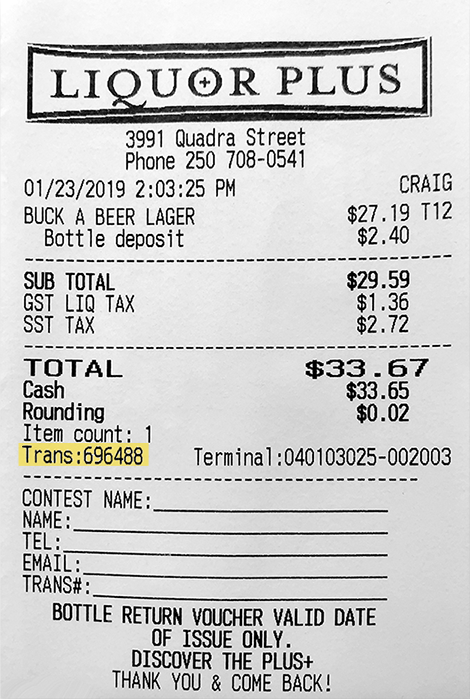 LIQUOR PLUS
3991 Quadra Street
Phone 250 708-0541
01/23/2019 2:03:25 PM CRAIG
BUCK A BEER LAGER $27.19 T12
Bottle deposit $2.40
SUB TOTAL $29.59
GST LIQ TAX $1.36
SST TAX $2.72
TOTAL $33.67
Cash $33.65
Rounding $0.02
Item count: 1
Trans:696488 Terminal:040103025-002003
CONTEST NAME:
NAME:
TEL:
EMAIL:
TRANS#:
BOTTLE RETURN VOUCHER VALID DATE
OF ISSUE ONLY.
DISCOVER THE PLUS+
THANK YOU & COME BACK!